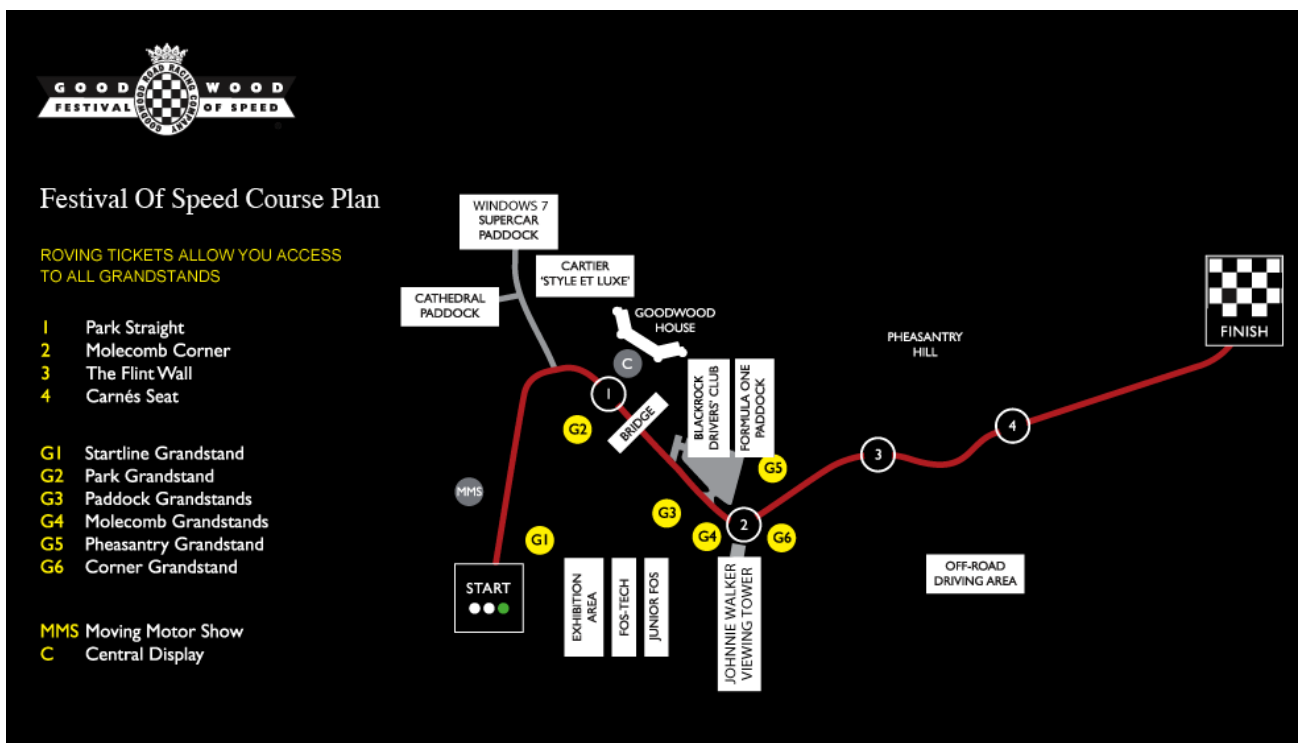 GOODWOOD ROAD RACING COMPANY
GOOD WOOD
FESTIVAL OF SPEED
Festival Of Speed Course Plan
ROVING TICKETS ALLOW YOU ACCESS
TO ALL GRANDSTANDS
1 Park Straight
2 Molecomb Corner
3 The Flint Wall
4 Carnés Seat
G1 Startline Grandstand
G2 Park Grandstand
G3 Paddock Grandstands
G4 Molecomb Grandstands
G5 Pheasantry Grandstand
G6 Corner Grandstand
MMS Moving Motor Show
C Central Display
WINDOWS 7
SUPERCAR
PADDOCK
CARTIER
'STYLE ET LUXE'
CATHEDRAL
PADDOCK
GOODWOOD
HOUSE
C
1
G2
BRIDGE
BLACKROCK
DRIVERS' CLUB
FORMULA ONE
PADDOCK
PHEASANTRY
HILL
FINISH
4
3
G5
MMS
G3
G1
G4
2
G6
START
EXHIBITION
AREA
FOS-TECH
JUNIOR FOS
JOHNNIE WALKER
VIEWING TOWER
OFF-ROAD
DRIVING AREA